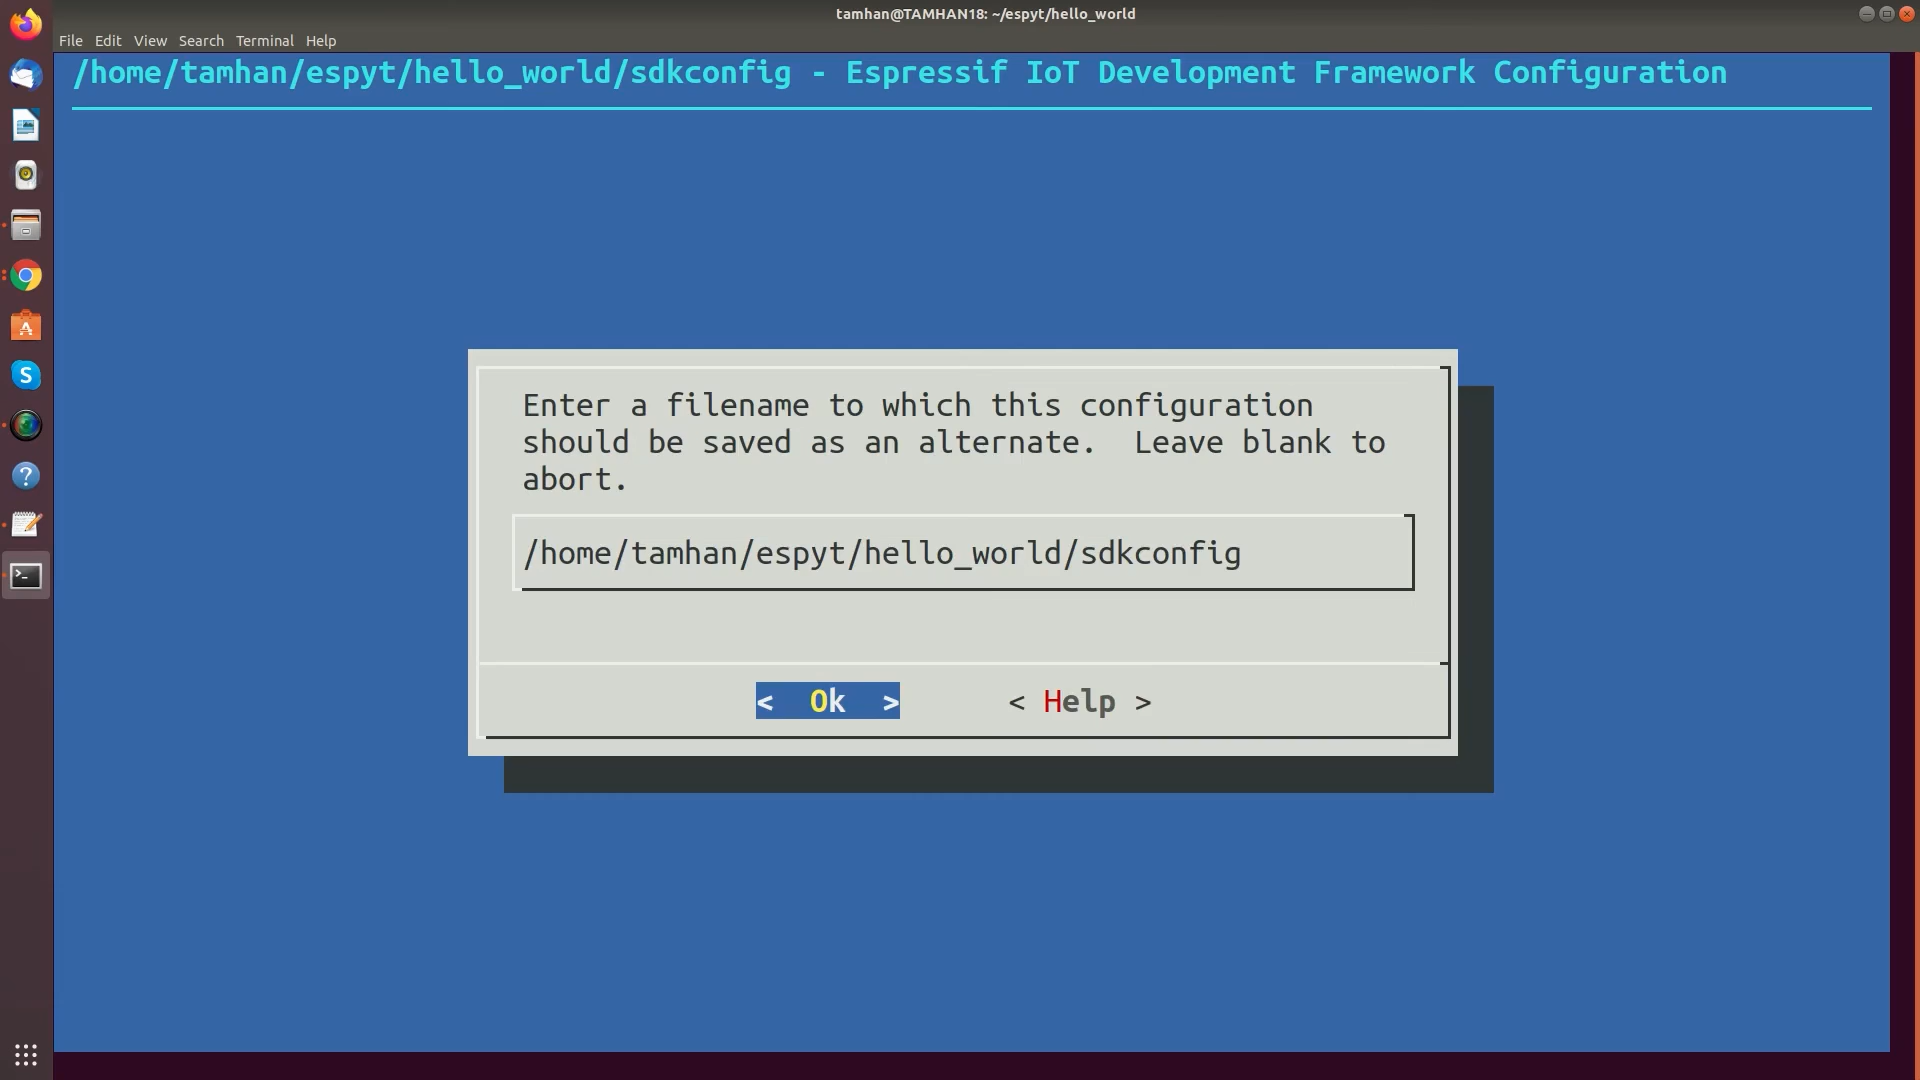 tamhan@TAMHAN18: ~/espyt/hello_world
File Edit View Search Terminal Help
/home/tamhan/espyt/hello_world/sdkconfig - Espressif IoT Development Framework Configuration
Enter a filename to which this configuration
should be saved as an alternate.  Leave blank to
abort.
/home/tamhan/espyt/hello_world/sdkconfig
<  Ok  > < Help >